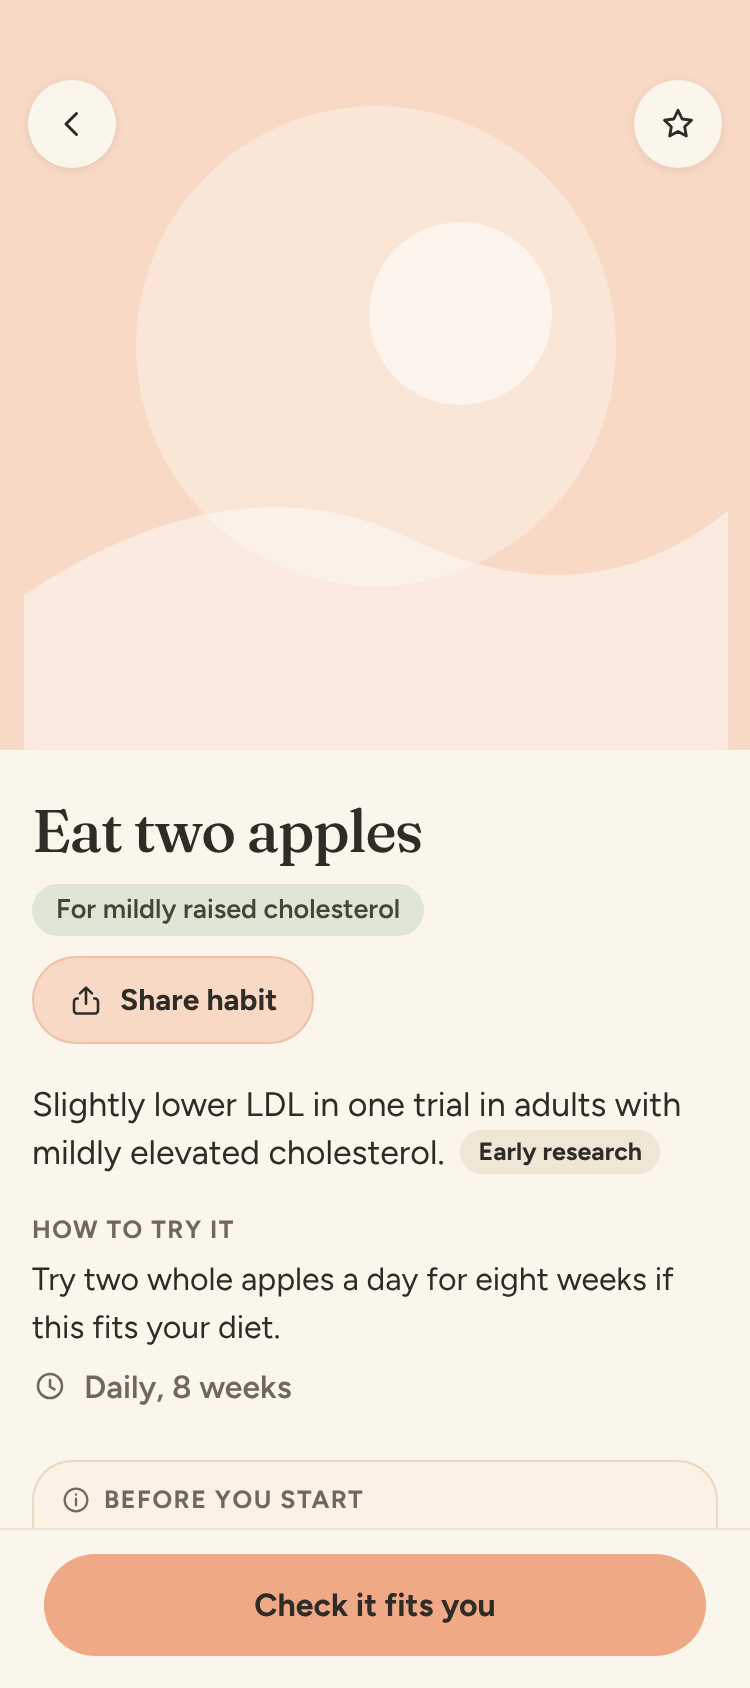 Eat two apples
For mildly raised cholesterol
Share habit
Slightly lower LDL in one trial in adults with
mildly elevated cholesterol. Early research
HOW TO TRY IT
Try two whole apples a day for eight weeks if
this fits your diet.
Daily, 8 weeks
BEFORE YOU START
Check it fits you